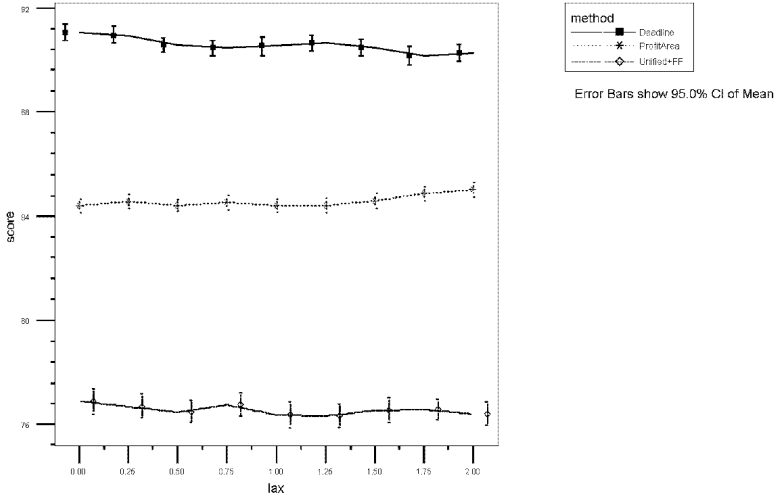 92
88
84
80
76
score
0.00 0.25 0.50 0.75 1.00 1.25 1.50 1.75 2.00
lax
method
Deadline
ProfitArea
Unified+FF
Error Bars show 95.0% CI of Mean